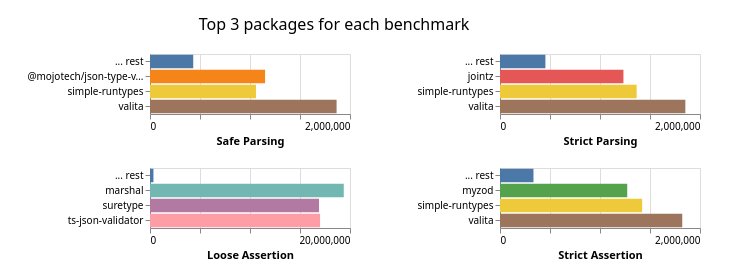 Top 3 packages for each benchmark
... rest
@mojotech/json-type-v...
simple-runtypes
valita
0
2,000,000
Safe Parsing
... rest
jointz
simple-runtypes
valita
0
2,000,000
Strict Parsing
... rest
marshal
suretype
ts-json-validator
0
20,000,000
Loose Assertion
... rest
myzod
simple-runtypes
valita
0
2,000,000
Strict Assertion